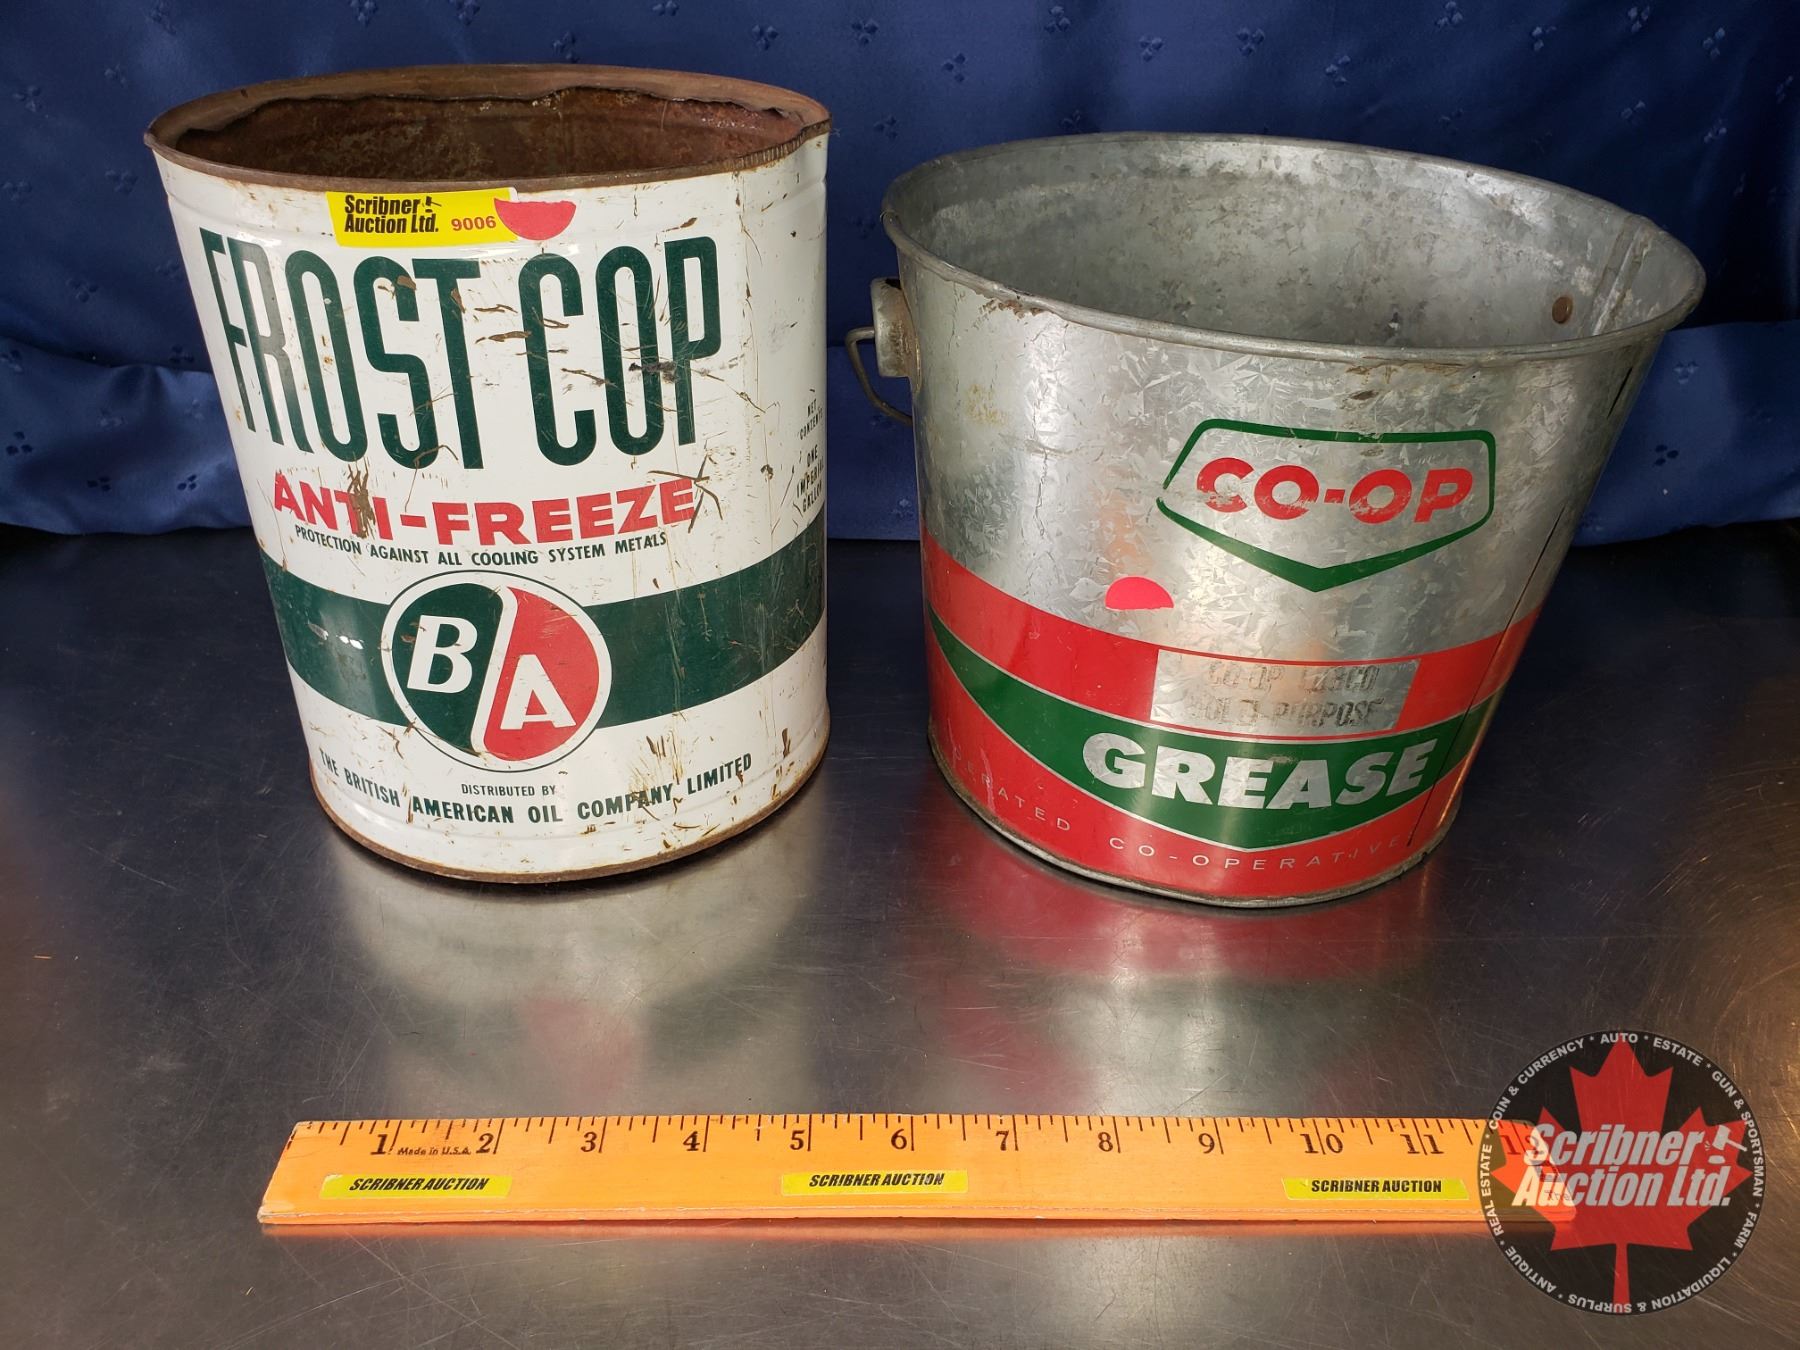 Scribner
Auction Ltd. 9006
FROST COP
ANTI-FREEZE
PROTECTION AGAINST ALL COOLING SYSTEM METALS
NET
CONTENTS
ONE
IMPERIAL
GALLON
B/A
DISTRIBUTED BY
THE BRITISH AMERICAN OIL COMPANY LIMITED
CO-OP
CO-OP
MULTI-PURPOSE
GREASE
CO-OPERATIVE
1 2 3 4 5 6 7 8 9 10 11 12
Made in U.S.A.
SCRIBNER AUCTION
SCRIBNER AUCTION
SCRIBNER AUCTION
Scribner
Auction Ltd.
ANTIQUE * REAL ESTATE * COIN & CURRENCY * AUTO * ESTATE * GUN & SPORTSMAN * FARM * LIQUIDATION & SURPLUS *